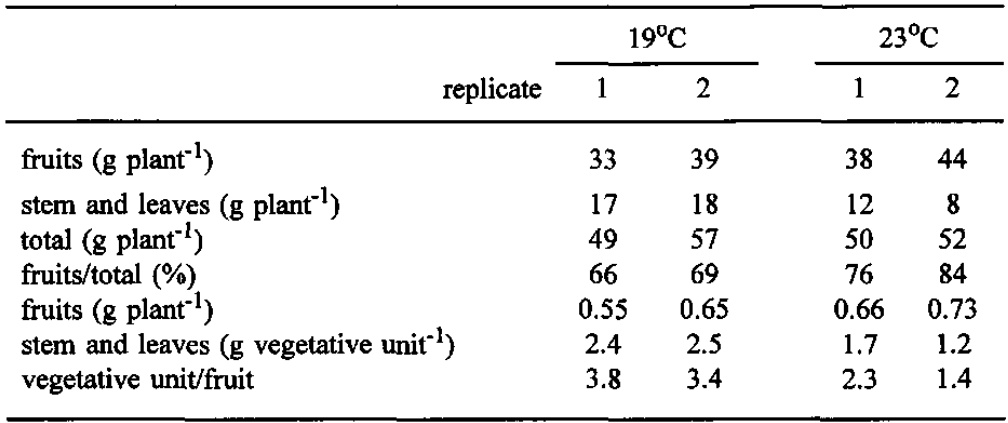 19°C 23°C
replicate 1 2 1 2
fruits (g plant⁻¹) 33 39 38 44
stem and leaves (g plant⁻¹) 17 18 12 8
total (g plant⁻¹) 49 57 50 52
fruits/total (%) 66 69 76 84
fruits (g plant⁻¹) 0.55 0.65 0.66 0.73
stem and leaves (g vegetative unit⁻¹) 2.4 2.5 1.7 1.2
vegetative unit/fruit 3.8 3.4 2.3 1.4